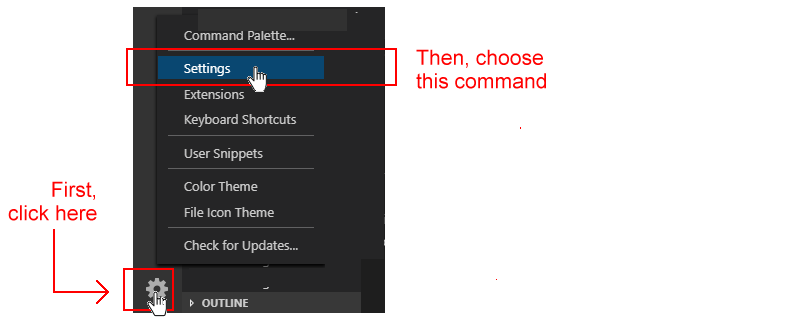 Command Palette...
Settings
Then, choose
this command
Extensions
Keyboard Shortcuts
User Snippets
Color Theme
File Icon Theme
Check for Updates...
First,
click here
OUTLINE